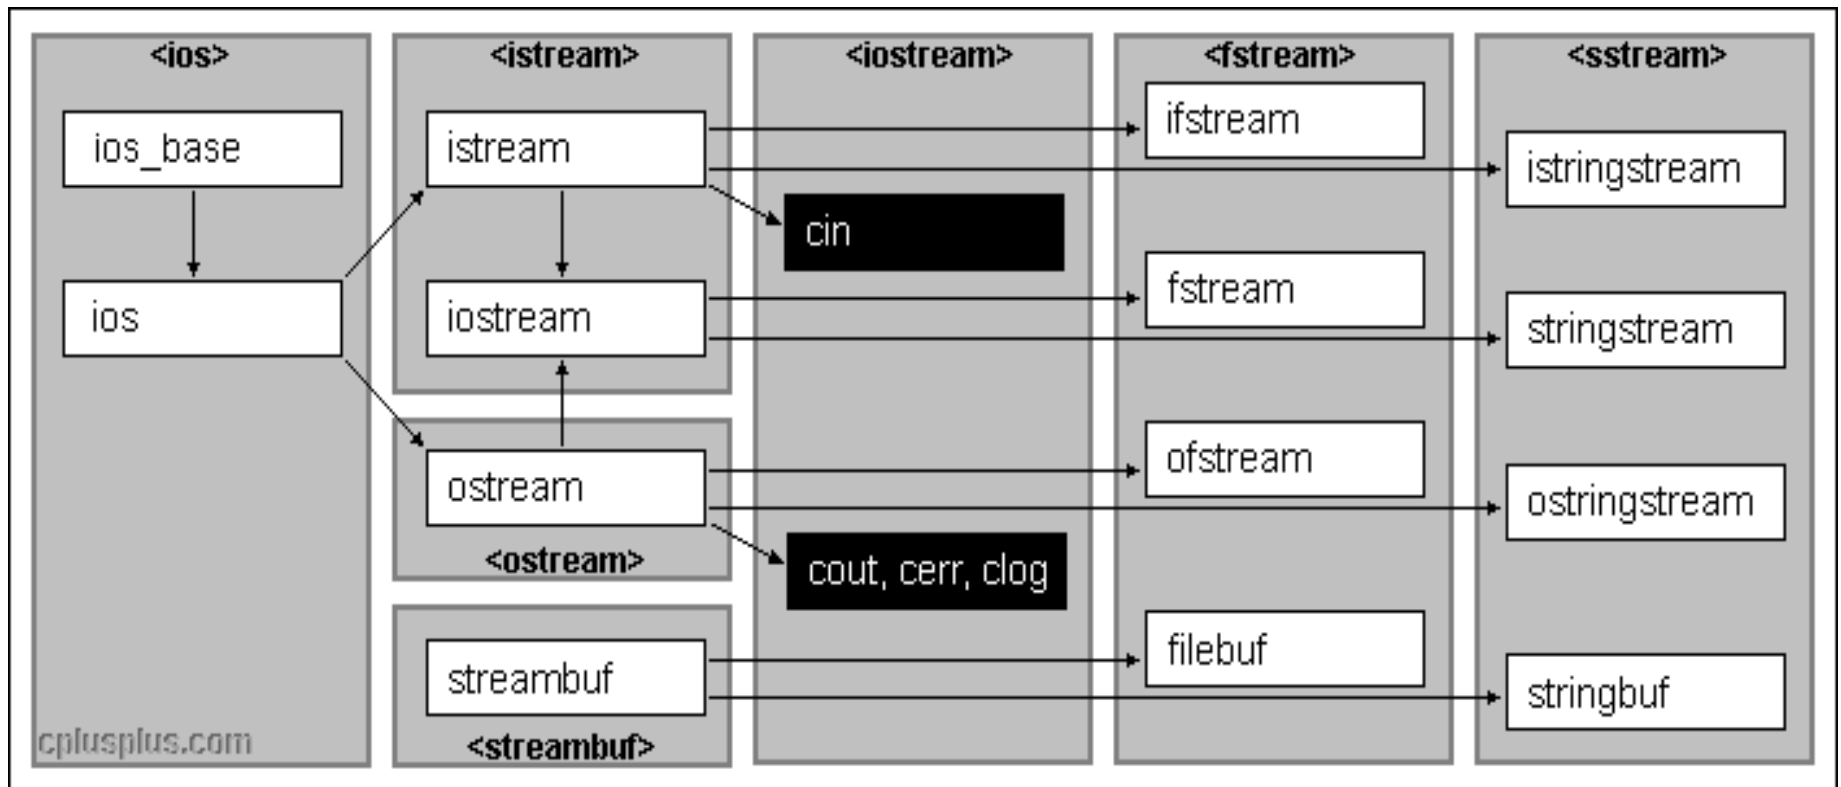 <ios>
ios_base
ios
cplusplus.com
<istream>
istream
iostream
ostream
<ostream>
streambuf
<streambuf>
<iostream>
cin
cout, cerr, clog
<fstream>
ifstream
fstream
ofstream
filebuf
<sstream>
istringstream
stringstream
ostringstream
stringbuf